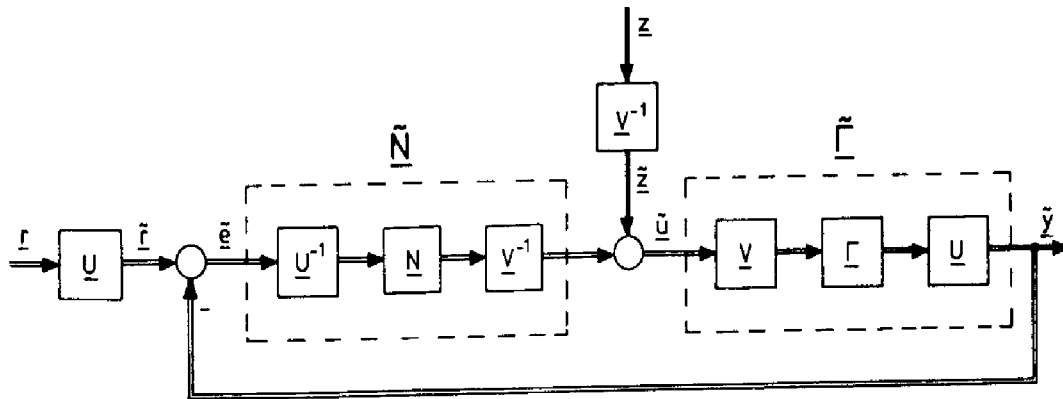 z
V⁻¹
Ñ
z̃
Γ̃
r
U
r̃
ẽ
U⁻¹
N
V⁻¹
ũ
V
Γ
U
ỹ
-